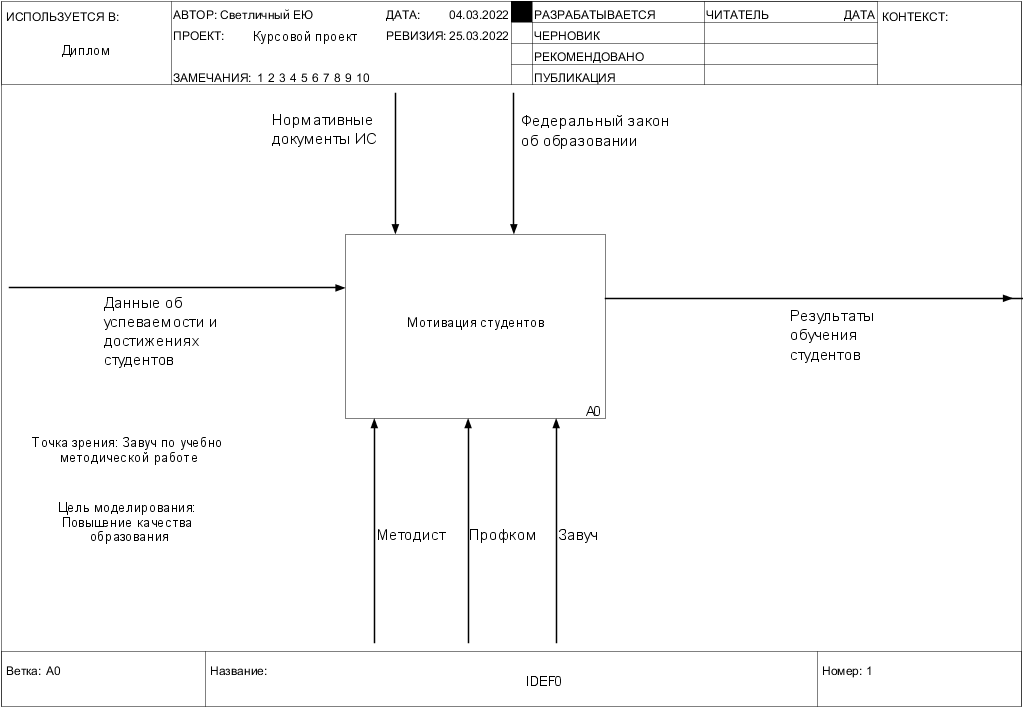 ИСПОЛЬЗУЕТСЯ В:
Диплом
АВТОР: Светличный ЕЮ
ДАТА: 04.03.2022
ПРОЕКТ: Курсовой проект
РЕВИЗИЯ: 25.03.2022
ЗАМЕЧАНИЯ: 1 2 3 4 5 6 7 8 9 10
РАЗРАБАТЫВАЕТСЯ
ЧЕРНОВИК
РЕКОМЕНДОВАНО
ПУБЛИКАЦИЯ
ЧИТАТЕЛЬ ДАТА
КОНТЕКСТ:
Нормативные
документы ИС
Федеральный закон
об образовании
Данные об
успеваемости и
достижениях
студентов
Мотивация студентов
A0
Результаты
обучения
студентов
Точка зрения: Завуч по учебно
методической работе
Цель моделирования:
Повышение качества
образования
Методист
Профком
Завуч
Ветка: A0
Название:
IDEF0
Номер: 1